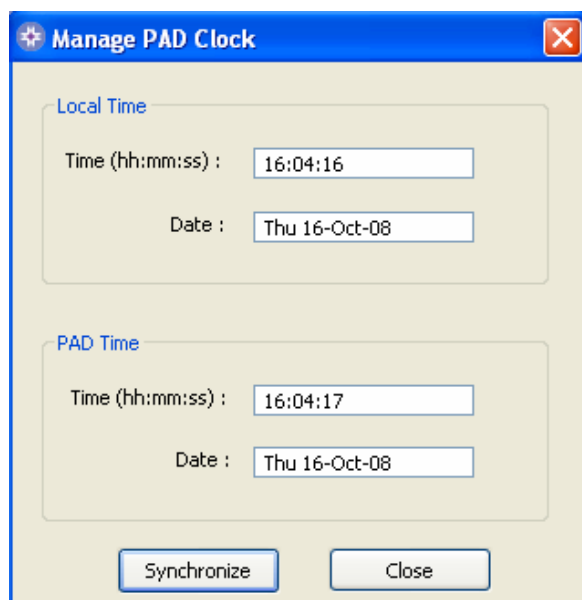 Manage PAD Clock
Local Time
Time (hh:mm:ss) : 16:04:16
Date : Thu 16-Oct-08
PAD Time
Time (hh:mm:ss) : 16:04:17
Date : Thu 16-Oct-08
Synchronize Close